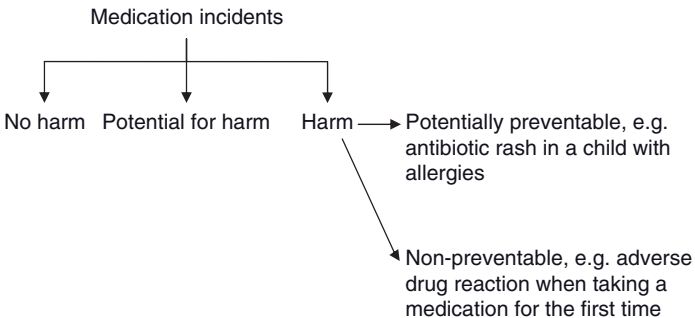 Medication incidents
No harm
Potential for harm
Harm
Potentially preventable, e.g.
antibiotic rash in a child with
allergies
Non-preventable, e.g. adverse
drug reaction when taking a
medication for the first time